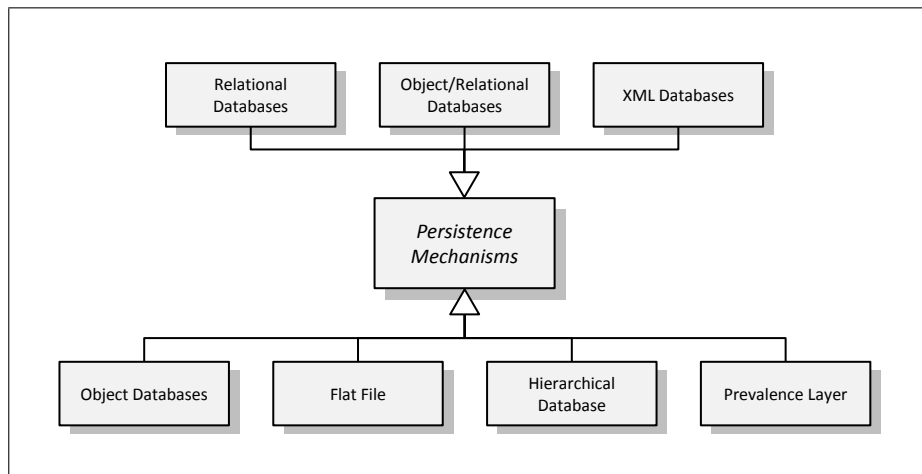 Relational
Databases
Object/Relational
Databases
XML Databases
Persistence
Mechanisms
Object Databases
Flat File
Hierarchical
Database
Prevalence Layer